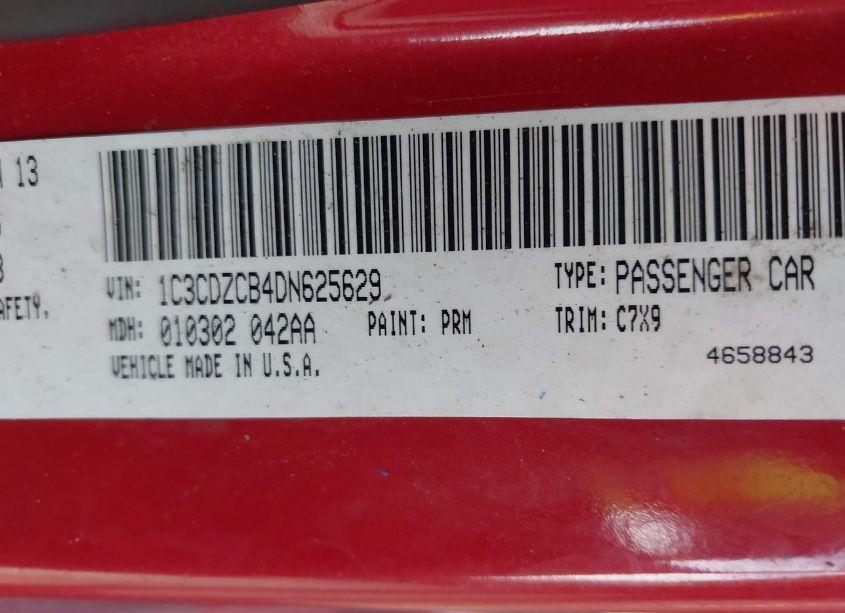 13
AFETY.
VIN: 1C3CDZCB4DN625629 TYPE: PASSENGER CAR
MDH: 010302 042AA PAINT: PRM TRIM: C7X9
VEHICLE MADE IN U.S.A. 4658843